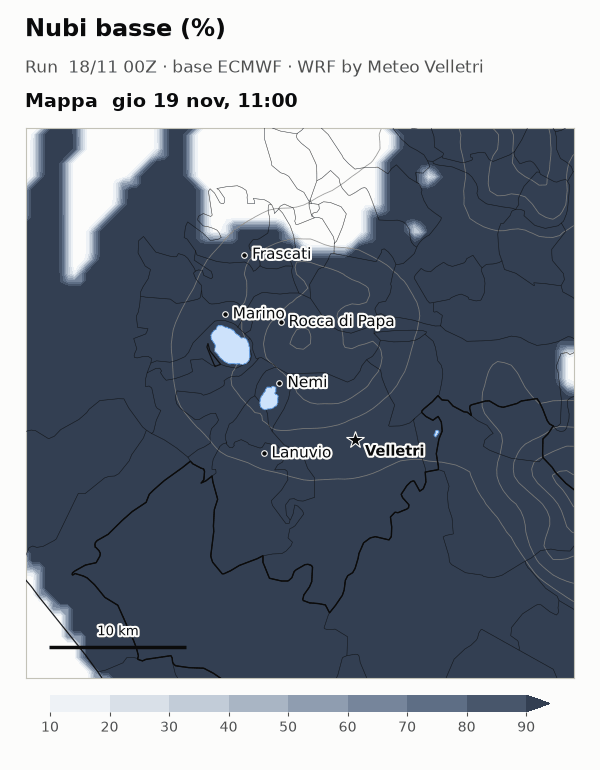 Nubi basse (%)
Run  18/11 00Z · base ECMWF · WRF by Meteo Velletri
Mappa  gio 19 nov, 11:00
Frascati
Marino
Rocca di Papa
Nemi
Velletri
Lanuvio
10 km
10 20 30 40 50 60 70 80 90